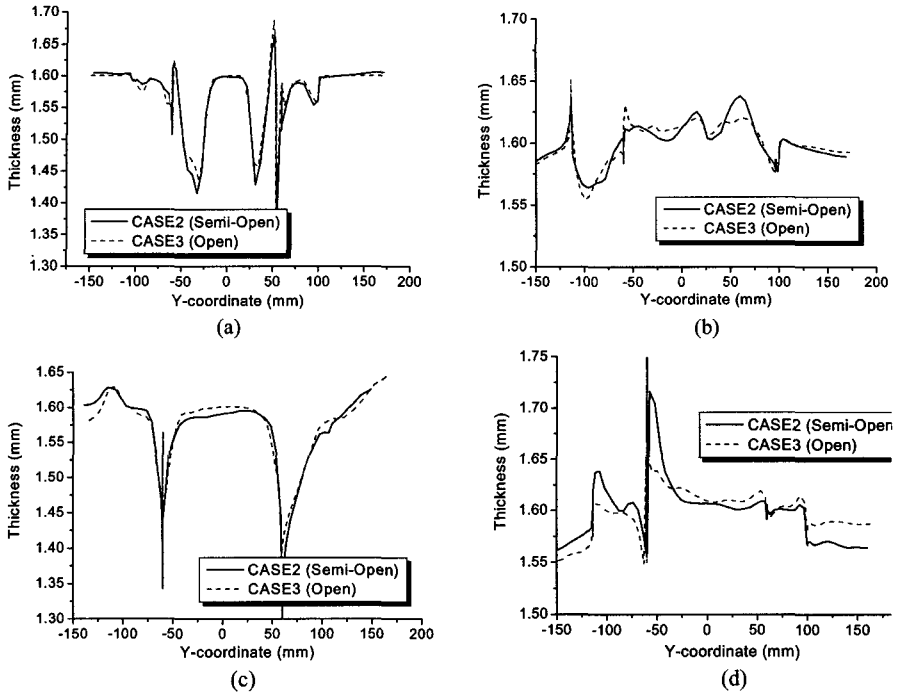 1.70
1.65
1.60
1.55
1.50
1.45
1.40
1.35
1.30
Thickness (mm)
CASE2 (Semi-Open)
CASE3 (Open)
-150 -100 -50 0 50 100 150 200
Y-coordinate (mm)
(a)
1.70
1.65
1.60
1.55
1.50
Thickness (mm)
CASE2 (Semi-Open)
CASE3 (Open)
-150 -100 -50 0 50 100 150 200
Y-coordinate (mm)
(b)
1.65
1.60
1.55
1.50
1.45
1.40
1.35
1.30
Thickness (mm)
CASE2 (Semi-Open)
CASE3 (Open)
-150 -100 -50 0 50 100 150 200
Y-coordinate (mm)
(c)
1.75
1.70
1.65
1.60
1.55
1.50
Thickness (mm)
CASE2 (Semi-Open
CASE3 (Open)
-150 -100 -50 0 50 100 150
Y-coordinate (mm)
(d)